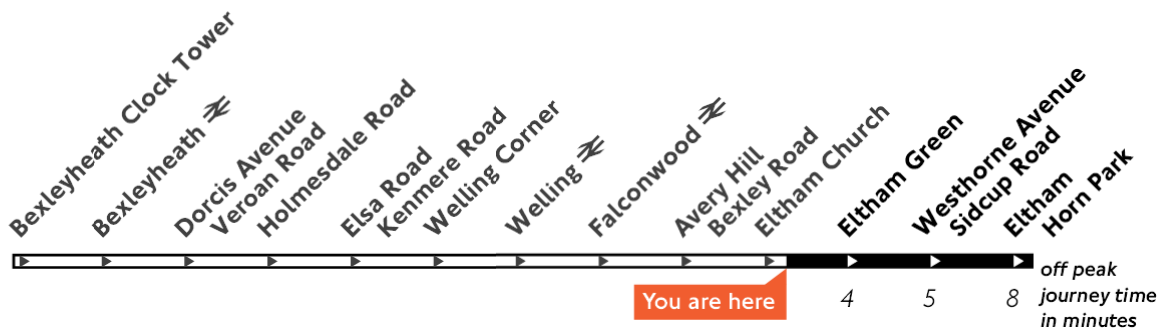 Bexleyheath Clock Tower
Bexleyheath
Dorcis Avenue
Veroan Road
Holmesdale Road
Elsa Road
Kenmere Road
Welling Corner
Welling
Falconwood
Avery Hill
Bexley Road
Eltham Church
Eltham Green
Westhorne Avenue
Sidcup Road
Eltham
Horn Park
You are here
4
5
8
off peak
journey time
in minutes